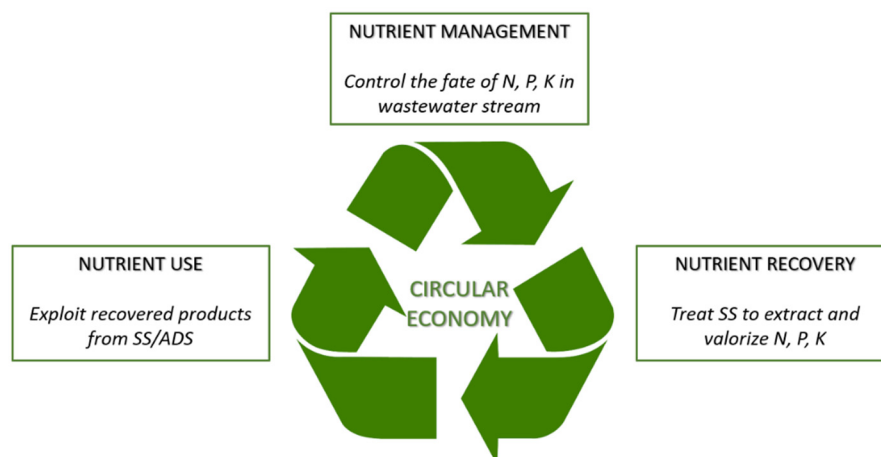 NUTRIENT MANAGEMENT
Control the fate of N, P, K in
wastewater stream
NUTRIENT USE
Exploit recovered products
from SS/ADS
CIRCULAR
ECONOMY
NUTRIENT RECOVERY
Treat SS to extract and
valorize N, P, K